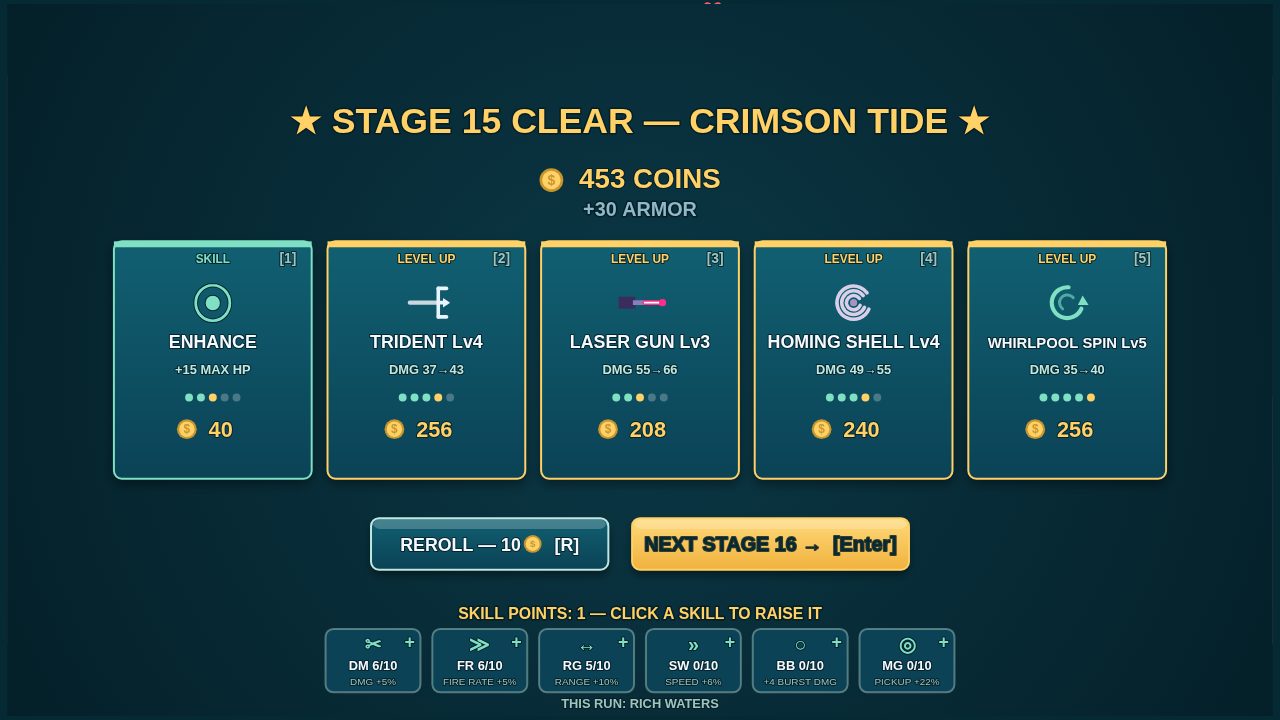 ★ STAGE 15 CLEAR — CRIMSON TIDE ★
$ 453 COINS
+30 ARMOR
SKILL [1]
ENHANCE
+15 MAX HP
$ 40
LEVEL UP [2]
TRIDENT Lv4
DMG 37→43
$ 256
LEVEL UP [3]
LASER GUN Lv3
DMG 55→66
$ 208
LEVEL UP [4]
HOMING SHELL Lv4
DMG 49→55
$ 240
LEVEL UP [5]
WHIRLPOOL SPIN Lv5
DMG 35→40
$ 256
REROLL — 10 $ [R]
NEXT STAGE 16 → [Enter]
SKILL POINTS: 1 — CLICK A SKILL TO RAISE IT
✂ +
DM 6/10
DMG +5%
≫ +
FR 6/10
FIRE RATE +5%
↔ +
RG 5/10
RANGE +10%
» +
SW 0/10
SPEED +6%
○ +
BB 0/10
+4 BURST DMG
◎ +
MG 0/10
PICKUP +22%
THIS RUN: RICH WATERS